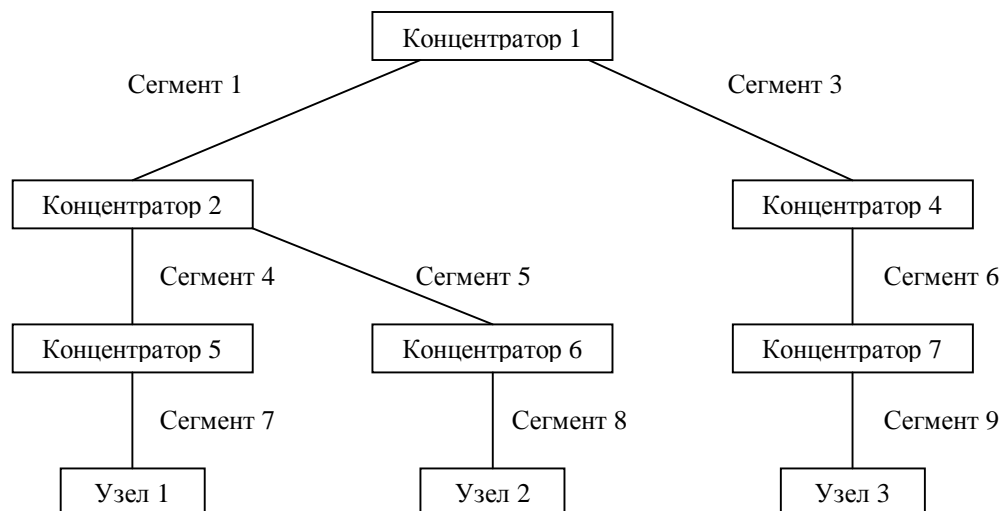 Концентратор 1
Сегмент 1
Сегмент 3
Концентратор 2
Концентратор 4
Сегмент 4
Сегмент 5
Сегмент 6
Концентратор 5
Концентратор 6
Концентратор 7
Сегмент 7
Сегмент 8
Сегмент 9
Узел 1
Узел 2
Узел 3